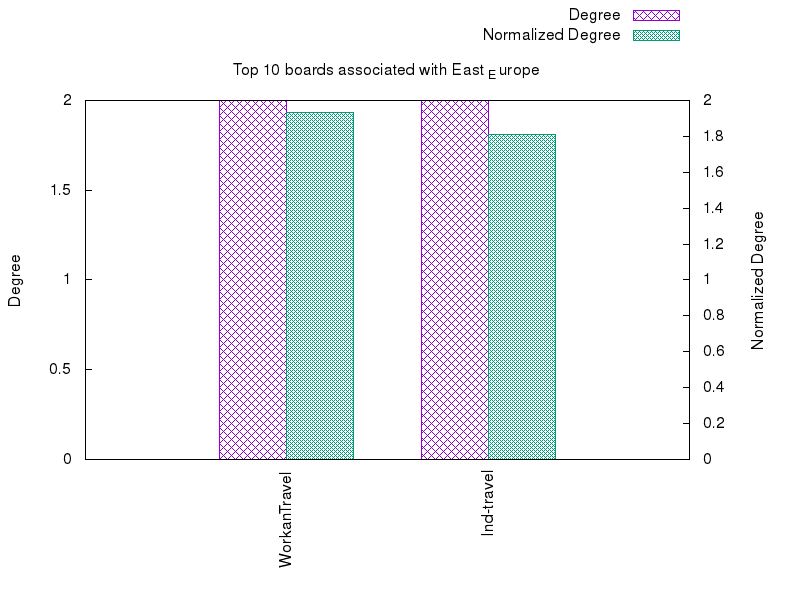 Degree
Normalized Degree
Top 10 boards associated with East E urope
2
1.5
1
0.5
0
2
1.8
1.6
1.4
1.2
1
0.8
0.6
0.4
0.2
0
Degree
Normalized Degree
WorkanTravel
Ind-travel